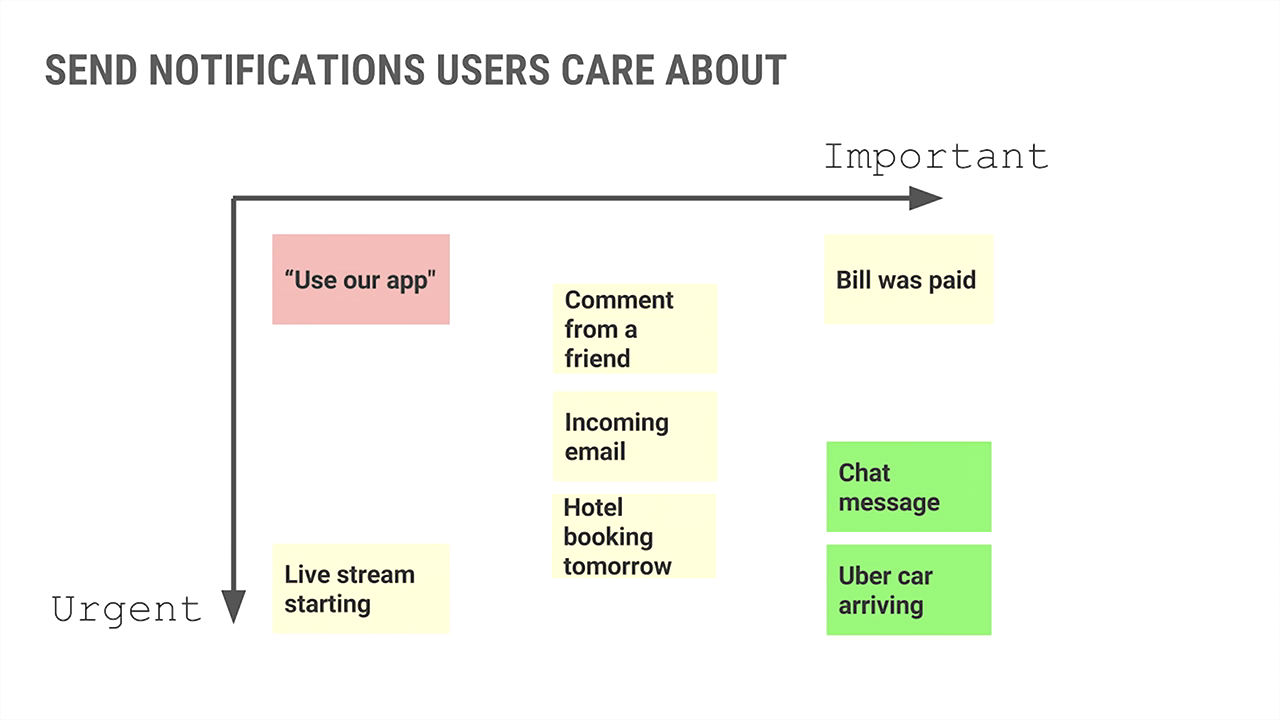 SEND NOTIFICATIONS USERS CARE ABOUT
Important
“Use our app"
Comment
from a
friend
Bill was paid
Incoming
email
Chat
message
Hotel
booking
tomorrow
Live stream
starting
Uber car
arriving
Urgent